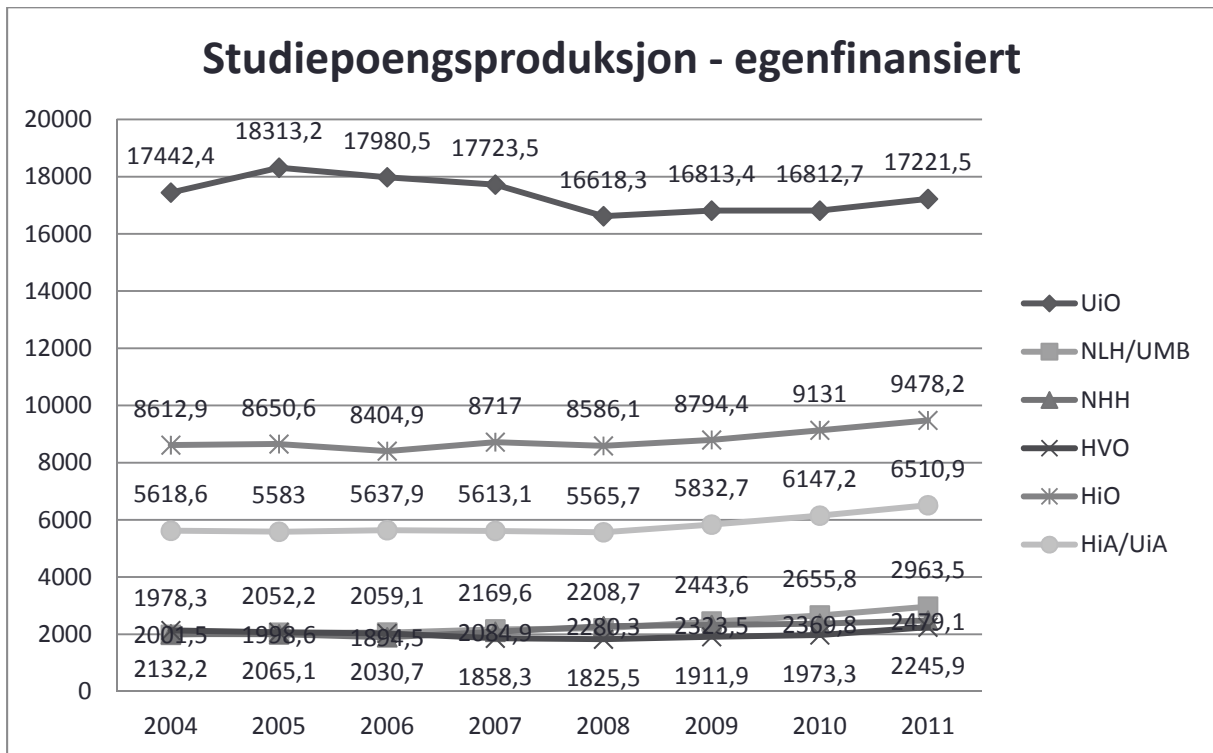 Studiepoengsproduksjon - egenfinansiert
20000
18000
16000
14000
12000
10000
8000
6000
4000
2000
0
17442,4 18313,2 17980,5 17723,5 16618,3 16813,4 16812,7 17221,5
8612,9 8650,6 8404,9 8717 8586,1 8794,4 9131 9478,2
5618,6 5583 5637,9 5613,1 5565,7 5832,7 6147,2 6510,9
1978,3 2052,2 2059,1 2169,6 2208,7 2443,6 2655,8 2963,5
2001,5 1998,6 1894,5 2084,9 2280,3 2323,5 2369,8 2479,1
2132,2 2065,1 2030,7 1858,3 1825,5 1911,9 1973,3 2245,9
2004 2005 2006 2007 2008 2009 2010 2011
UiO
NLH/UMB
NHH
HVO
HiO
HiA/UiA